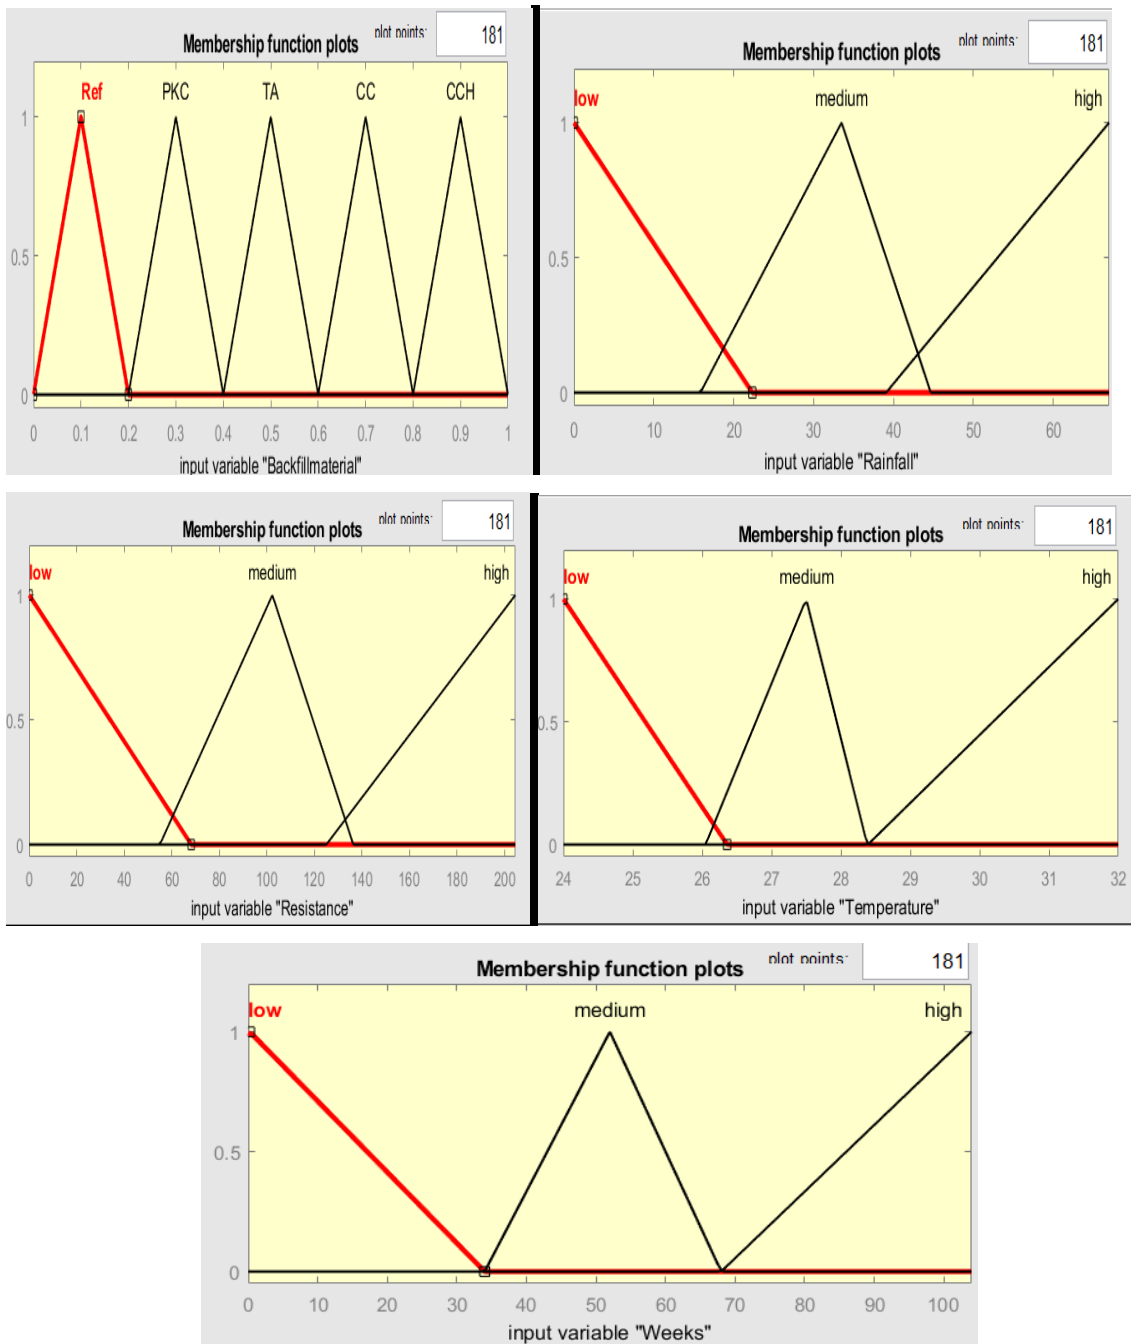 Membership function plots
plot points:
181
Ref
PKC
TA
CC
CCH
1
0.5
0
0 0.1 0.2 0.3 0.4 0.5 0.6 0.7 0.8 0.9 1
input variable "Backfillmaterial"
Membership function plots
plot points:
181
low
medium
high
1
0.5
0
0 10 20 30 40 50 60
input variable "Rainfall"
Membership function plots
plot points:
181
low
medium
high
1
0.5
0
0 20 40 60 80 100 120 140 160 180 200
input variable "Resistance"
Membership function plots
plot points:
181
low
medium
high
1
0.5
0
24 25 26 27 28 29 30 31 32
input variable "Temperature"
Membership function plots
plot points:
181
low
medium
high
1
0.5
0
0 10 20 30 40 50 60 70 80 90 100
input variable "Weeks"